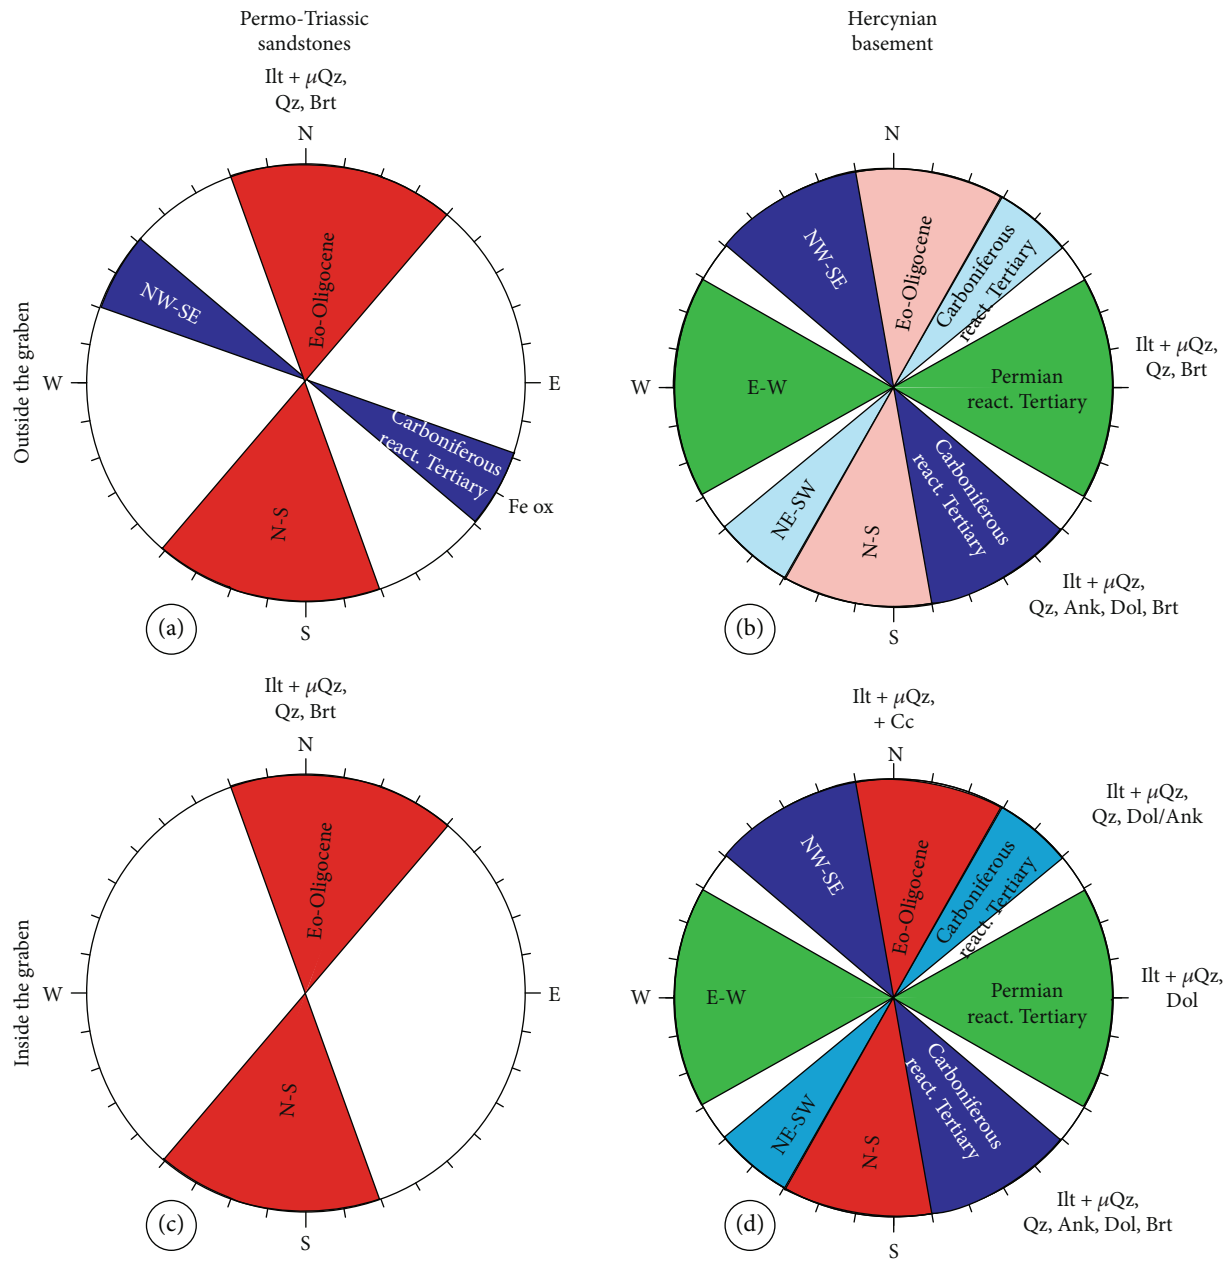 Permo-Triassic
sandstones
Hercynian
basement
Outside the graben
Ilt + μQz,
Qz, Brt
N
NW-SE
Eo-Oligocene
W
E
Carboniferous
react. Tertiary
Fe ox
N-S
(a)
S
N
NW-SE
Eo-Oligocene
Carboniferous
react. Tertiary
W
E-W
Permian
react. Tertiary
Ilt + μQz,
Qz, Brt
NE-SW
N-S
Carboniferous
react. Tertiary
Ilt + μQz,
Qz, Ank, Dol, Brt
(b)
S
Inside the graben
Ilt + μQz,
Qz, Brt
N
Eo-Oligocene
W
E
N-S
(c)
S
Ilt + μQz,
+ Cc
N
Ilt + μQz,
Qz, Dol/Ank
NW-SE
Eo-Oligocene
Carboniferous
react. Tertiary
W
E-W
Permian
react. Tertiary
Ilt + μQz,
Dol
NE-SW
N-S
Carboniferous
react. Tertiary
Ilt + μQz,
Qz, Ank, Dol, Brt
(d)
S